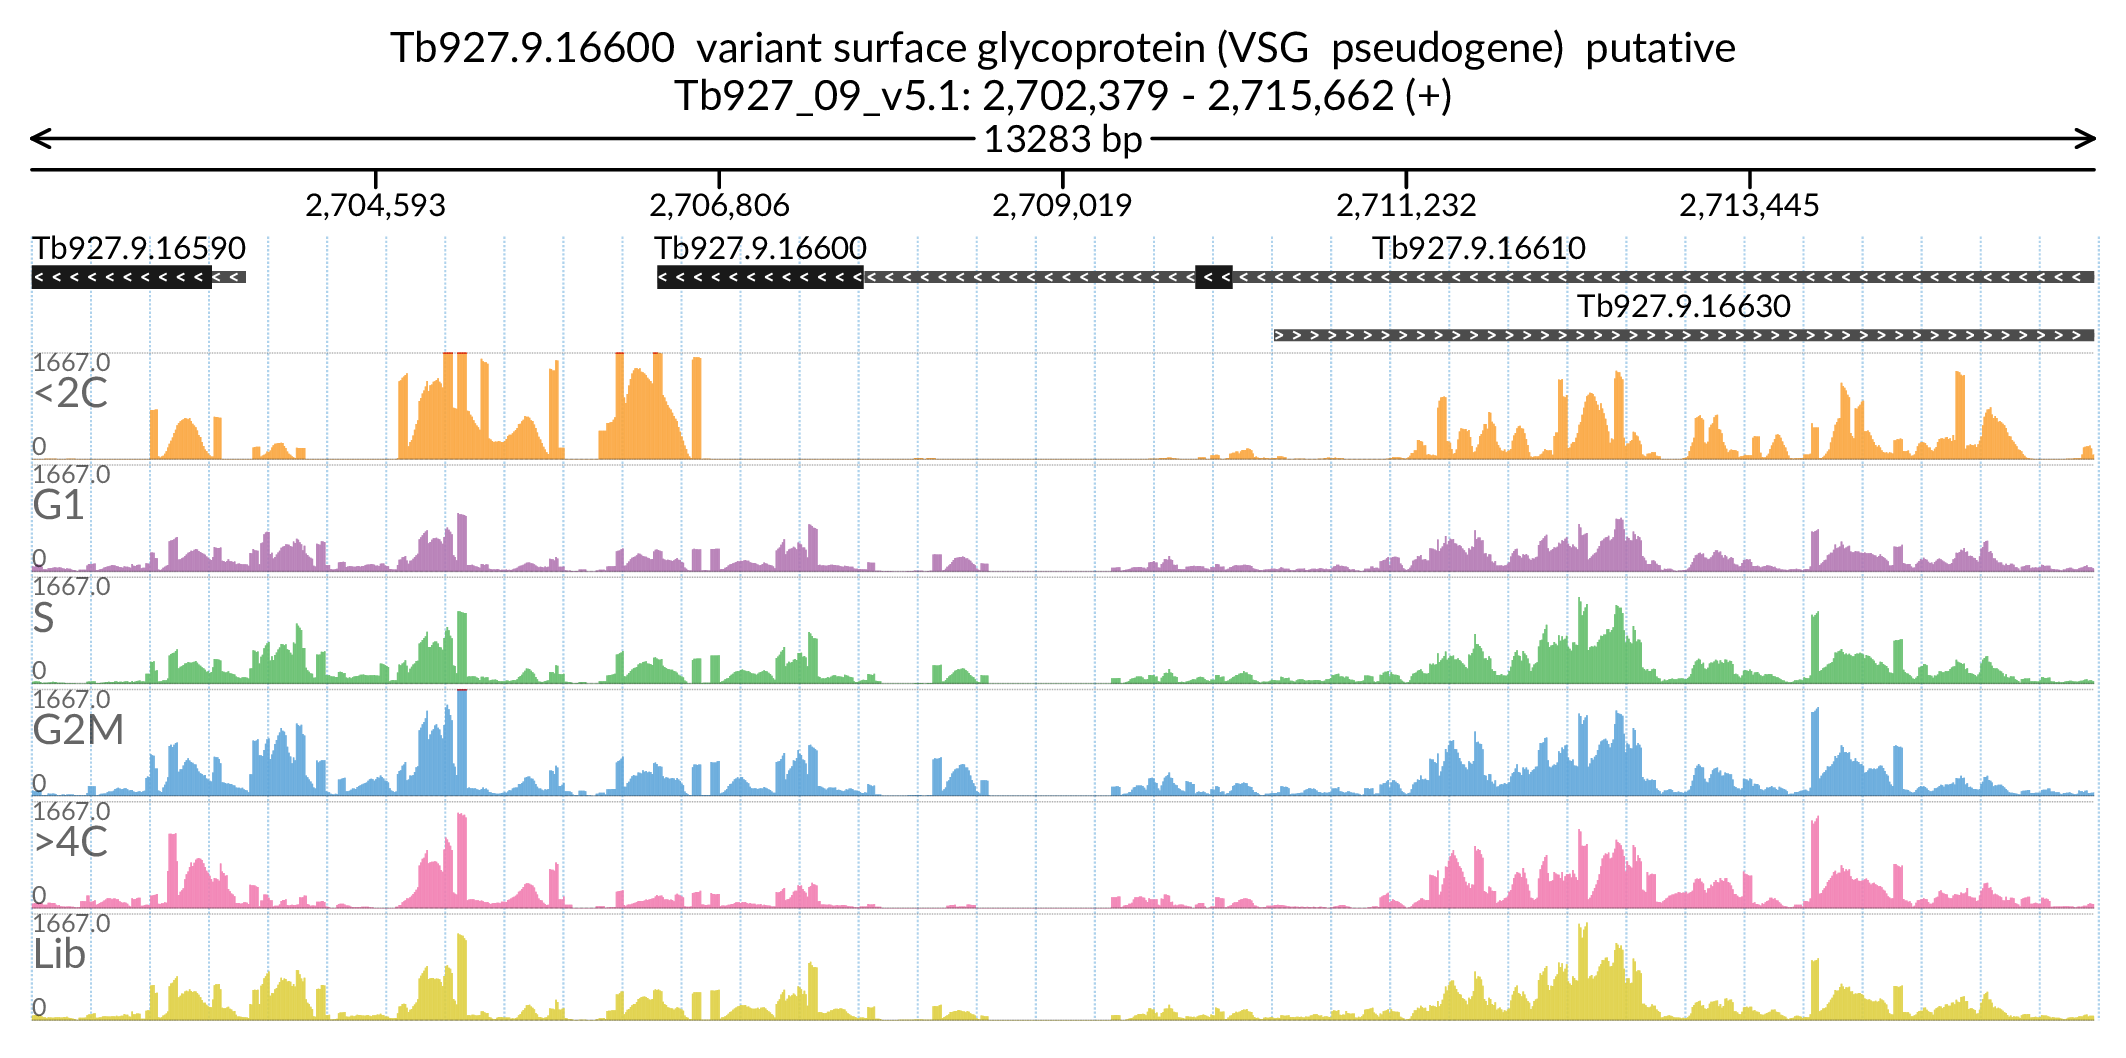 Tb927.9.16600 variant surface glycoprotein (VSG pseudogene) putative
Tb927_09_v5.1: 2,702,379 - 2,715,662 (+)
13283 bp
2,704,593 2,706,806 2,709,019 2,711,232 2,713,445
Tb927.9.16590 Tb927.9.16600 Tb927.9.16610
Tb927.9.16630
1667.0
<2C
0
1667.0
G1
0
1667.0
S
0
1667.0
G2M
0
1667.0
>4C
0
1667.0
Lib
0